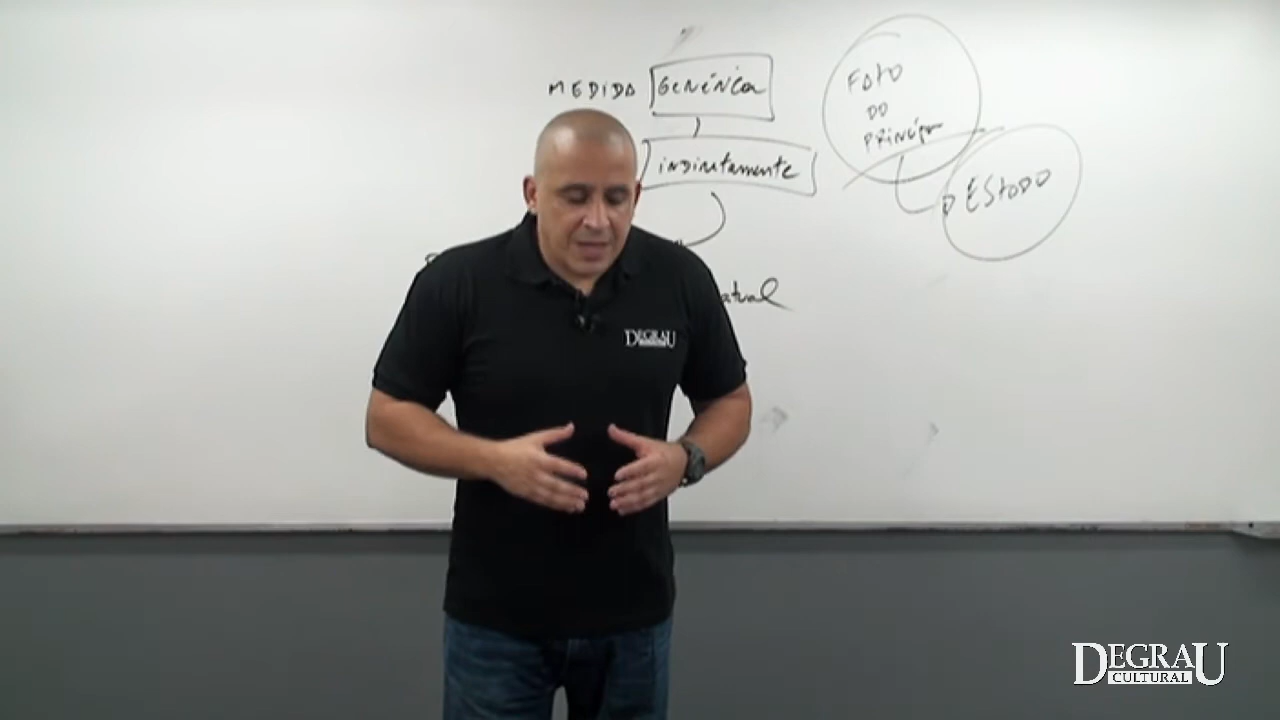 MEDIDA GENÉRICA
indiretamente
FATO
DO
PRÍNCIPE
O ESTADO
DEGRAU
DEGRAU
CULTURAL